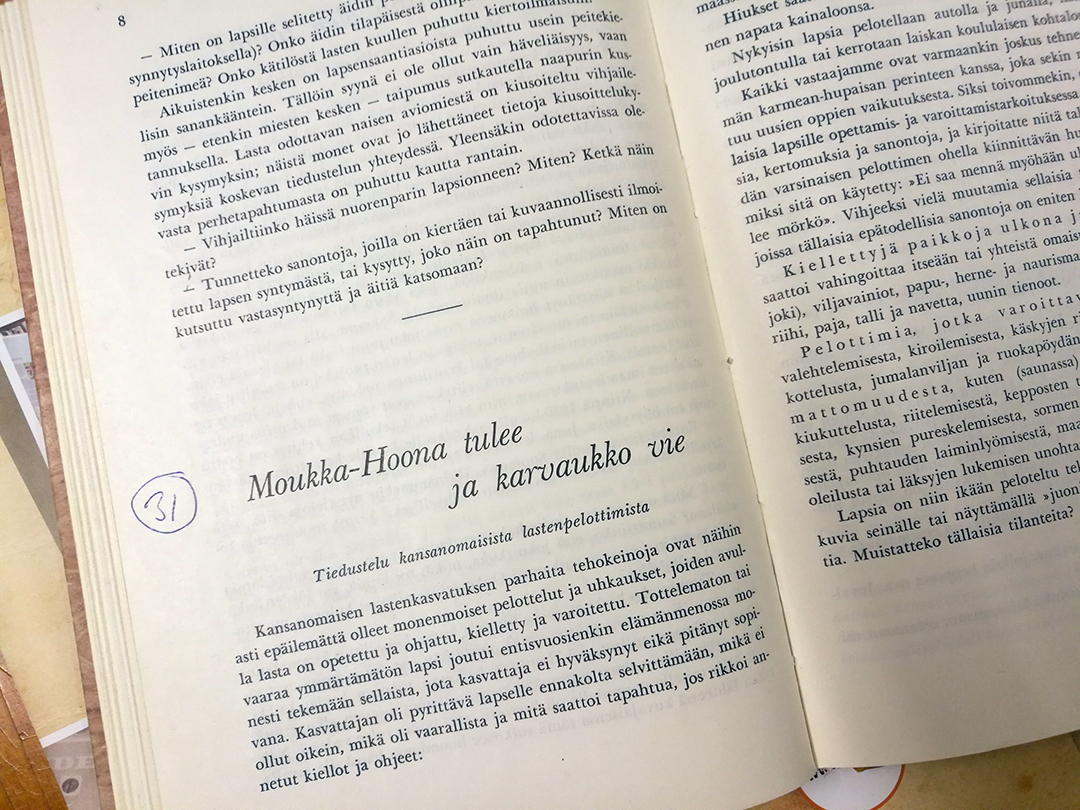 8
— Miten on lapsille selitetty äidin
synnytyslaitoksella)? Onko äidin tilapäisestä
peitenimeä? Onko kätilöstä lasten kuullen puhuttu kiertoilmaisuin
Aikuistenkin kesken on lapsensaantiasioista puhuttu usein peitekie-
lisin sanankääntein. Tällöin syynä ei ole ollut vain häveliäisyys, vaan
myös — etenkin miesten kesken — taipumus sutkautella naapurin kus-
tannuksella. Lasta odottavan naisen aviomiestä on kiusoiteltu vihjaile-
vin kysymyksin; näistä monet ovat jo lähettäneet tietoja kiusoitteluky-
symyksiä koskevan tiedustelun yhteydessä. Yleensäkin odotettavissa ole-
vasta perhetapahtumasta on puhuttu kautta rantain.
— Vihjailtiinko häissä nuorenparin lapsionneen? Miten? Ketkä näin
tekivät?
— Tunnetteko sanontoja, joilla on kiertäen tai kuvaannollisesti ilmoi-
tettu lapsen syntymästä, tai kysytty, joko näin on tapahtunut? Miten on
kutsuttu vastasyntynyttä ja äitiä katsomaan?
31
Moukka-Hoona tulee
ja karvaukko vie
Tiedustelu kansanomaisista lastenpelottimista
Kansanomaisen lastenkasvatuksen parhaita tehokeinoja ovat näihin
asti epäilemättä olleet monenmoiset pelottelut ja uhkaukset, joiden avul-
la lasta on opetettu ja ohjattu, kielletty ja varoitettu. Tottelematon tai
vaaraa ymmärtämätön lapsi joutui entisvuosienkin elämänmenossa mo-
nesti tekemään sellaista, jota kasvattaja ei hyväksynyt eikä pitänyt sopi-
vana. Kasvattajan oli pyrittävä lapselle ennakolta selvittämään, mikä ei
ollut oikein, mikä oli vaarallista ja mitä saattoi tapahtua, jos rikkoi an-
netut kiellot ja ohjeet:
Hiukset
nen napata kainaloonsa.
Nykyisin lapsia pelotellaan autolla ja junalla,
joulutontulla tai kerrotaan laiskan koululaisen kohtalo
Kaikki vastaajamme ovat varmaankin joskus tehne
män karmean-hupaisan perinteen kanssa, joka sekin
tuu uusien oppien vaikutuksesta. Siksi toivommekin,
laisia lapsille opettamis- ja varoittamistarkoituksessa
sia, kertomuksia ja sanontoja, ja kirjoitatte niitä
dän varsinaisen pelottimen ohella kiinnittävän
miksi sitä on käytetty: »Ei saa mennä myöhään
lee mörkö». Vihjeeksi vielä muutamia sellaisia
joissa tällaisia epätodellisia sanontoja on eniten
Kiellettyjä paikkoja ulkona
saattoi vahingoittaa itseään tai yhteistä
joki), viljavainiot, papu-, herne- ja naurisma
riihi, paja, talli ja navetta, uunin tienoot.
Pelottimia, jotka
valehtelemisesta, kiroilemisesta, käskyjen
kottelusta, jumalanviljan ja ruokapöydän
mattomuudesta, kuten (saunassa)
kiukuttelusta, riitelemisestä, kepposten
sesta, kynsien pureskelemisesta, sormen
sestä, puhtauden laiminlyömisestä,
oleilusta tai läksyjen lukemisen
Lapsia on niin ikään peloteltu
kuvia seinälle tai näyttämällä
tia. Muistatteko tällaisia tilanteita?